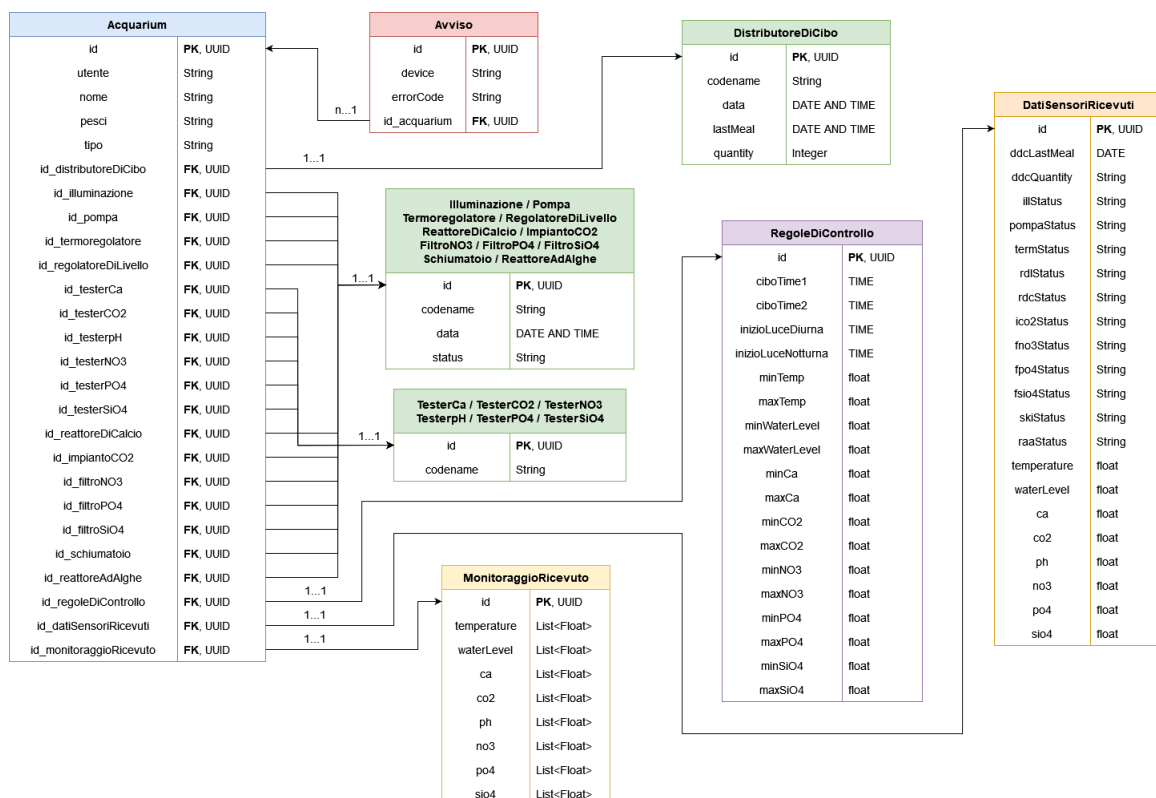 Acquarium
id PK, UUID
utente String
nome String
pesci String
tipo String
id_distributoreDiCibo FK, UUID
id_illuminazione FK, UUID
id_pompa FK, UUID
id_termoregolatore FK, UUID
id_regolatoreDiLivello FK, UUID
id_testerCa FK, UUID
id_testerCO2 FK, UUID
id_testerpH FK, UUID
id_testerNO3 FK, UUID
id_testerPO4 FK, UUID
id_testerSiO4 FK, UUID
id_reattoreDiCalcio FK, UUID
id_impiantoCO2 FK, UUID
id_filtroNO3 FK, UUID
id_filtroPO4 FK, UUID
id_filtroSiO4 FK, UUID
id_schiumatoio FK, UUID
id_reattoreAdAlghe FK, UUID
id_regoleDiControllo FK, UUID
id_datiSensoriRicevuti FK, UUID
id_monitoraggioRicevuto FK, UUID
Avviso
id PK, UUID
device String
errorCode String
id_acquarium FK, UUID
n...1
1...1
DistributoreDiCibo
id PK, UUID
codename String
data DATE AND TIME
lastMeal DATE AND TIME
quantity Integer
1...1
Illuminazione / Pompa
Termoregolatore / RegolatoreDiLivello
ReattoreDiCalcio / ImpiantoCO2
FiltroNO3 / FiltroPO4 / FiltroSiO4
Schiumatoio / ReattoreAdAlghe
id PK, UUID
codename String
data DATE AND TIME
status String
1...1
TesterCa / TesterCO2 / TesterNO3
TesterpH / TesterPO4 / TesterSiO4
id PK, UUID
codename String
1...1
1...1
1...1
MonitoraggioRicevuto
id PK, UUID
temperature List<Float>
waterLevel List<Float>
ca List<Float>
co2 List<Float>
ph List<Float>
no3 List<Float>
po4 List<Float>
sio4 List<Float>
RegoleDiControllo
id PK, UUID
ciboTime1 TIME
ciboTime2 TIME
inizioLuceDiurna TIME
inizioLuceNotturna TIME
minTemp float
maxTemp float
minWaterLevel float
maxWaterLevel float
minCa float
maxCa float
minCO2 float
maxCO2 float
minNO3 float
maxNO3 float
minPO4 float
maxPO4 float
minSiO4 float
maxSiO4 float
DatiSensoriRicevuti
id PK, UUID
ddcLastMeal DATE
ddcQuantity String
illStatus String
pompaStatus String
termStatus String
rdlStatus String
rdcStatus String
ico2Status String
fno3Status String
fpo4Status String
fsio4Status String
skiStatus String
raaStatus String
temperature float
waterLevel float
ca float
co2 float
ph float
no3 float
po4 float
sio4 float